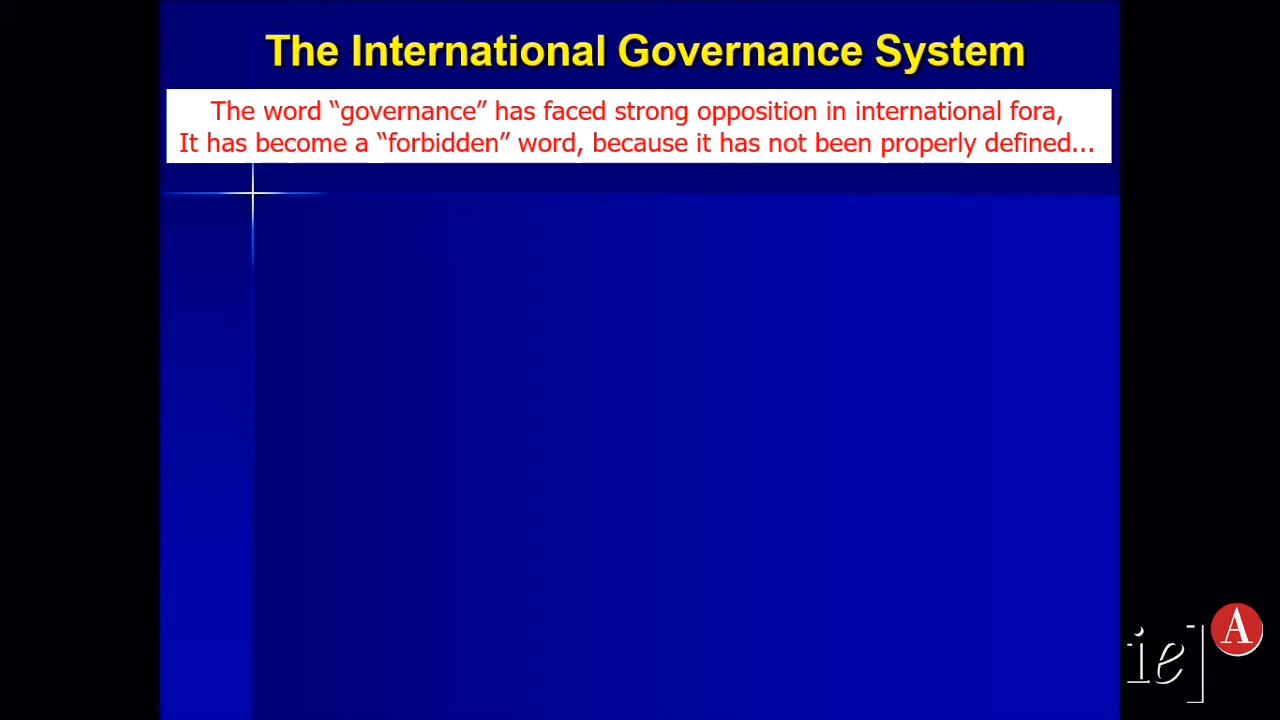 The International Governance System
The word “governance” has faced strong opposition in international fora,
It has become a “forbidden” word, because it has not been properly defined...
ie]
A